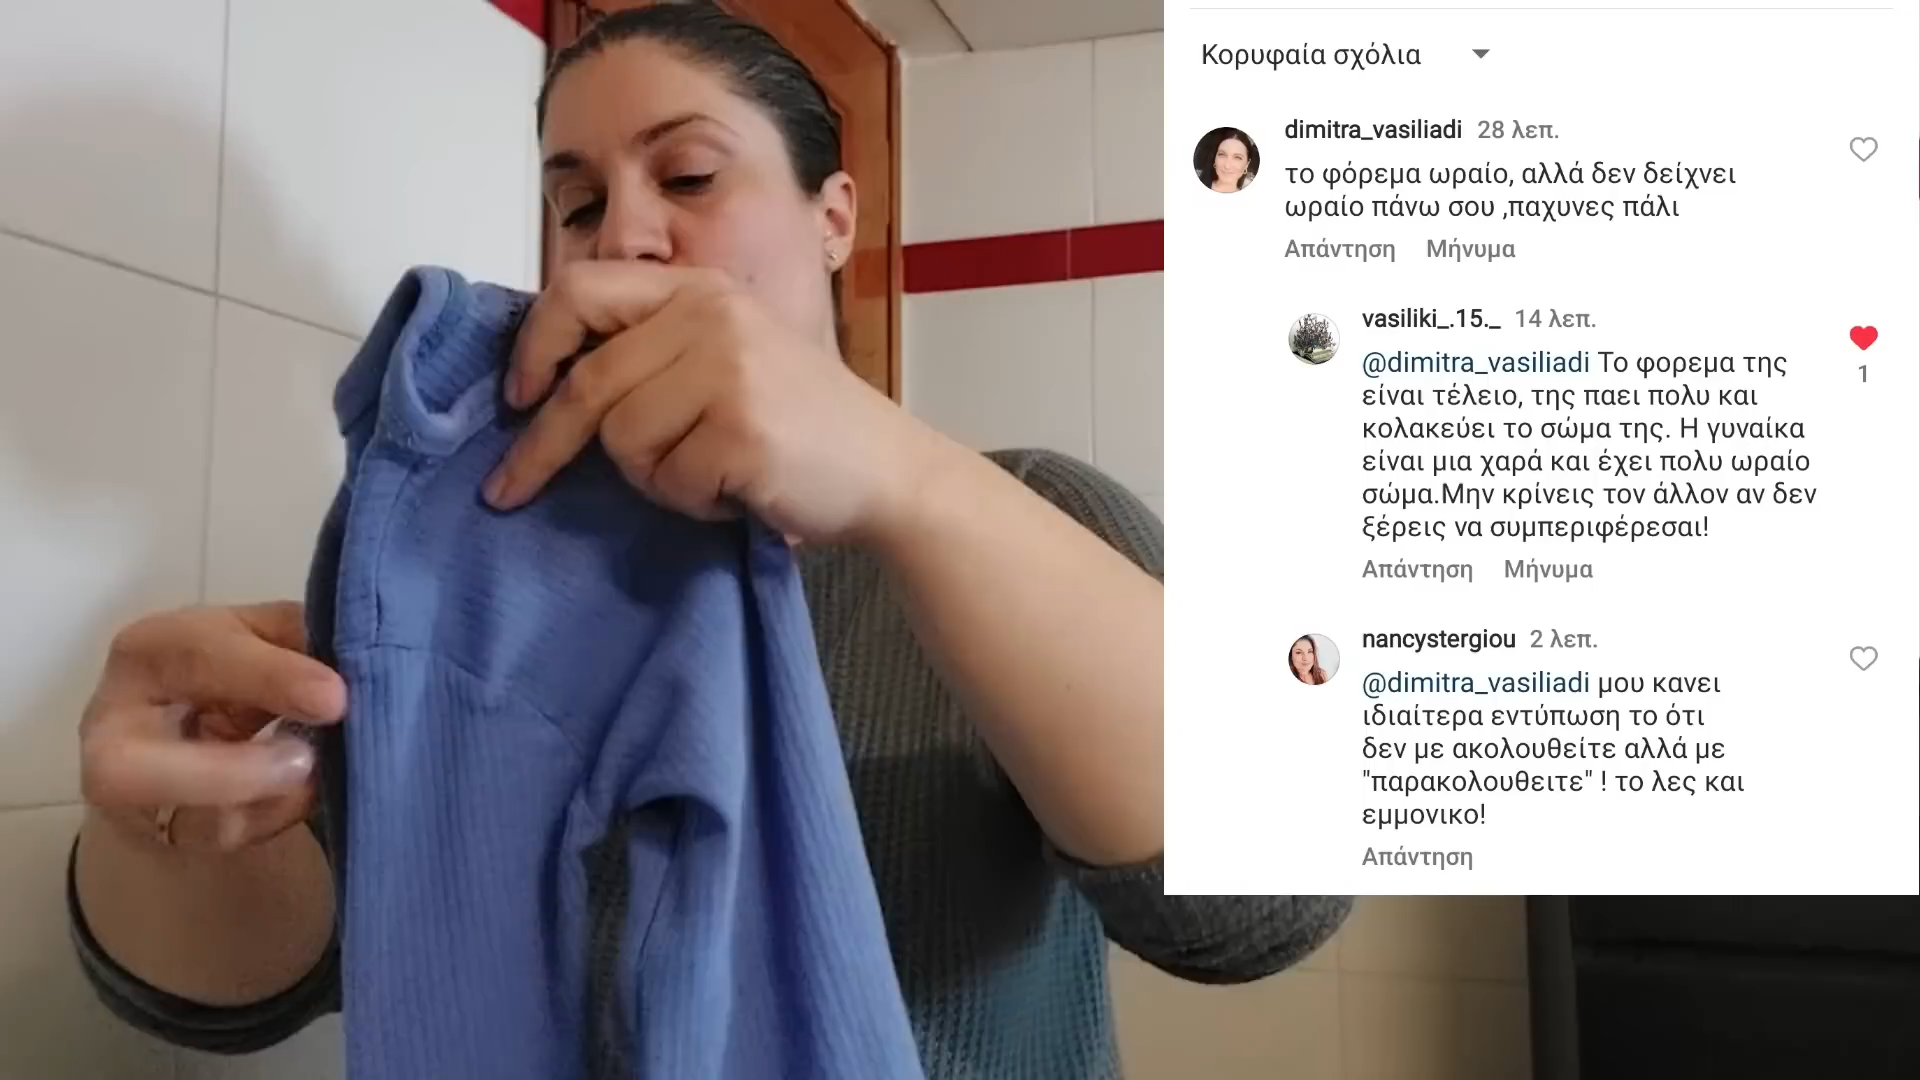 Κορυφαία σχόλια
dimitra_vasiliadi 28 λεπ.
το φόρεμα ωραίο, αλλά δεν δείχνει
ωραίο πάνω σου ,παχυνες πάλι
Απάντηση Μήνυμα
vasiliki_.15._ 14 λεπ.
@dimitra_vasiliadi Το φορεμα της
είναι τέλειο, της παει πολυ και
κολακεύει το σώμα της. Η γυναίκα
είναι μια χαρά και έχει πολυ ωραίο
σώμα.Μην κρίνεις τον άλλον αν δεν
ξέρεις να συμπεριφέρεσαι!
1
Απάντηση Μήνυμα
nancystergiou 2 λεπ.
@dimitra_vasiliadi μου κανει
ιδιαίτερα εντύπωση το ότι
δεν με ακολουθείτε αλλά με
"παρακολουθειτε" ! το λες και
εμμονικο!
Απάντηση